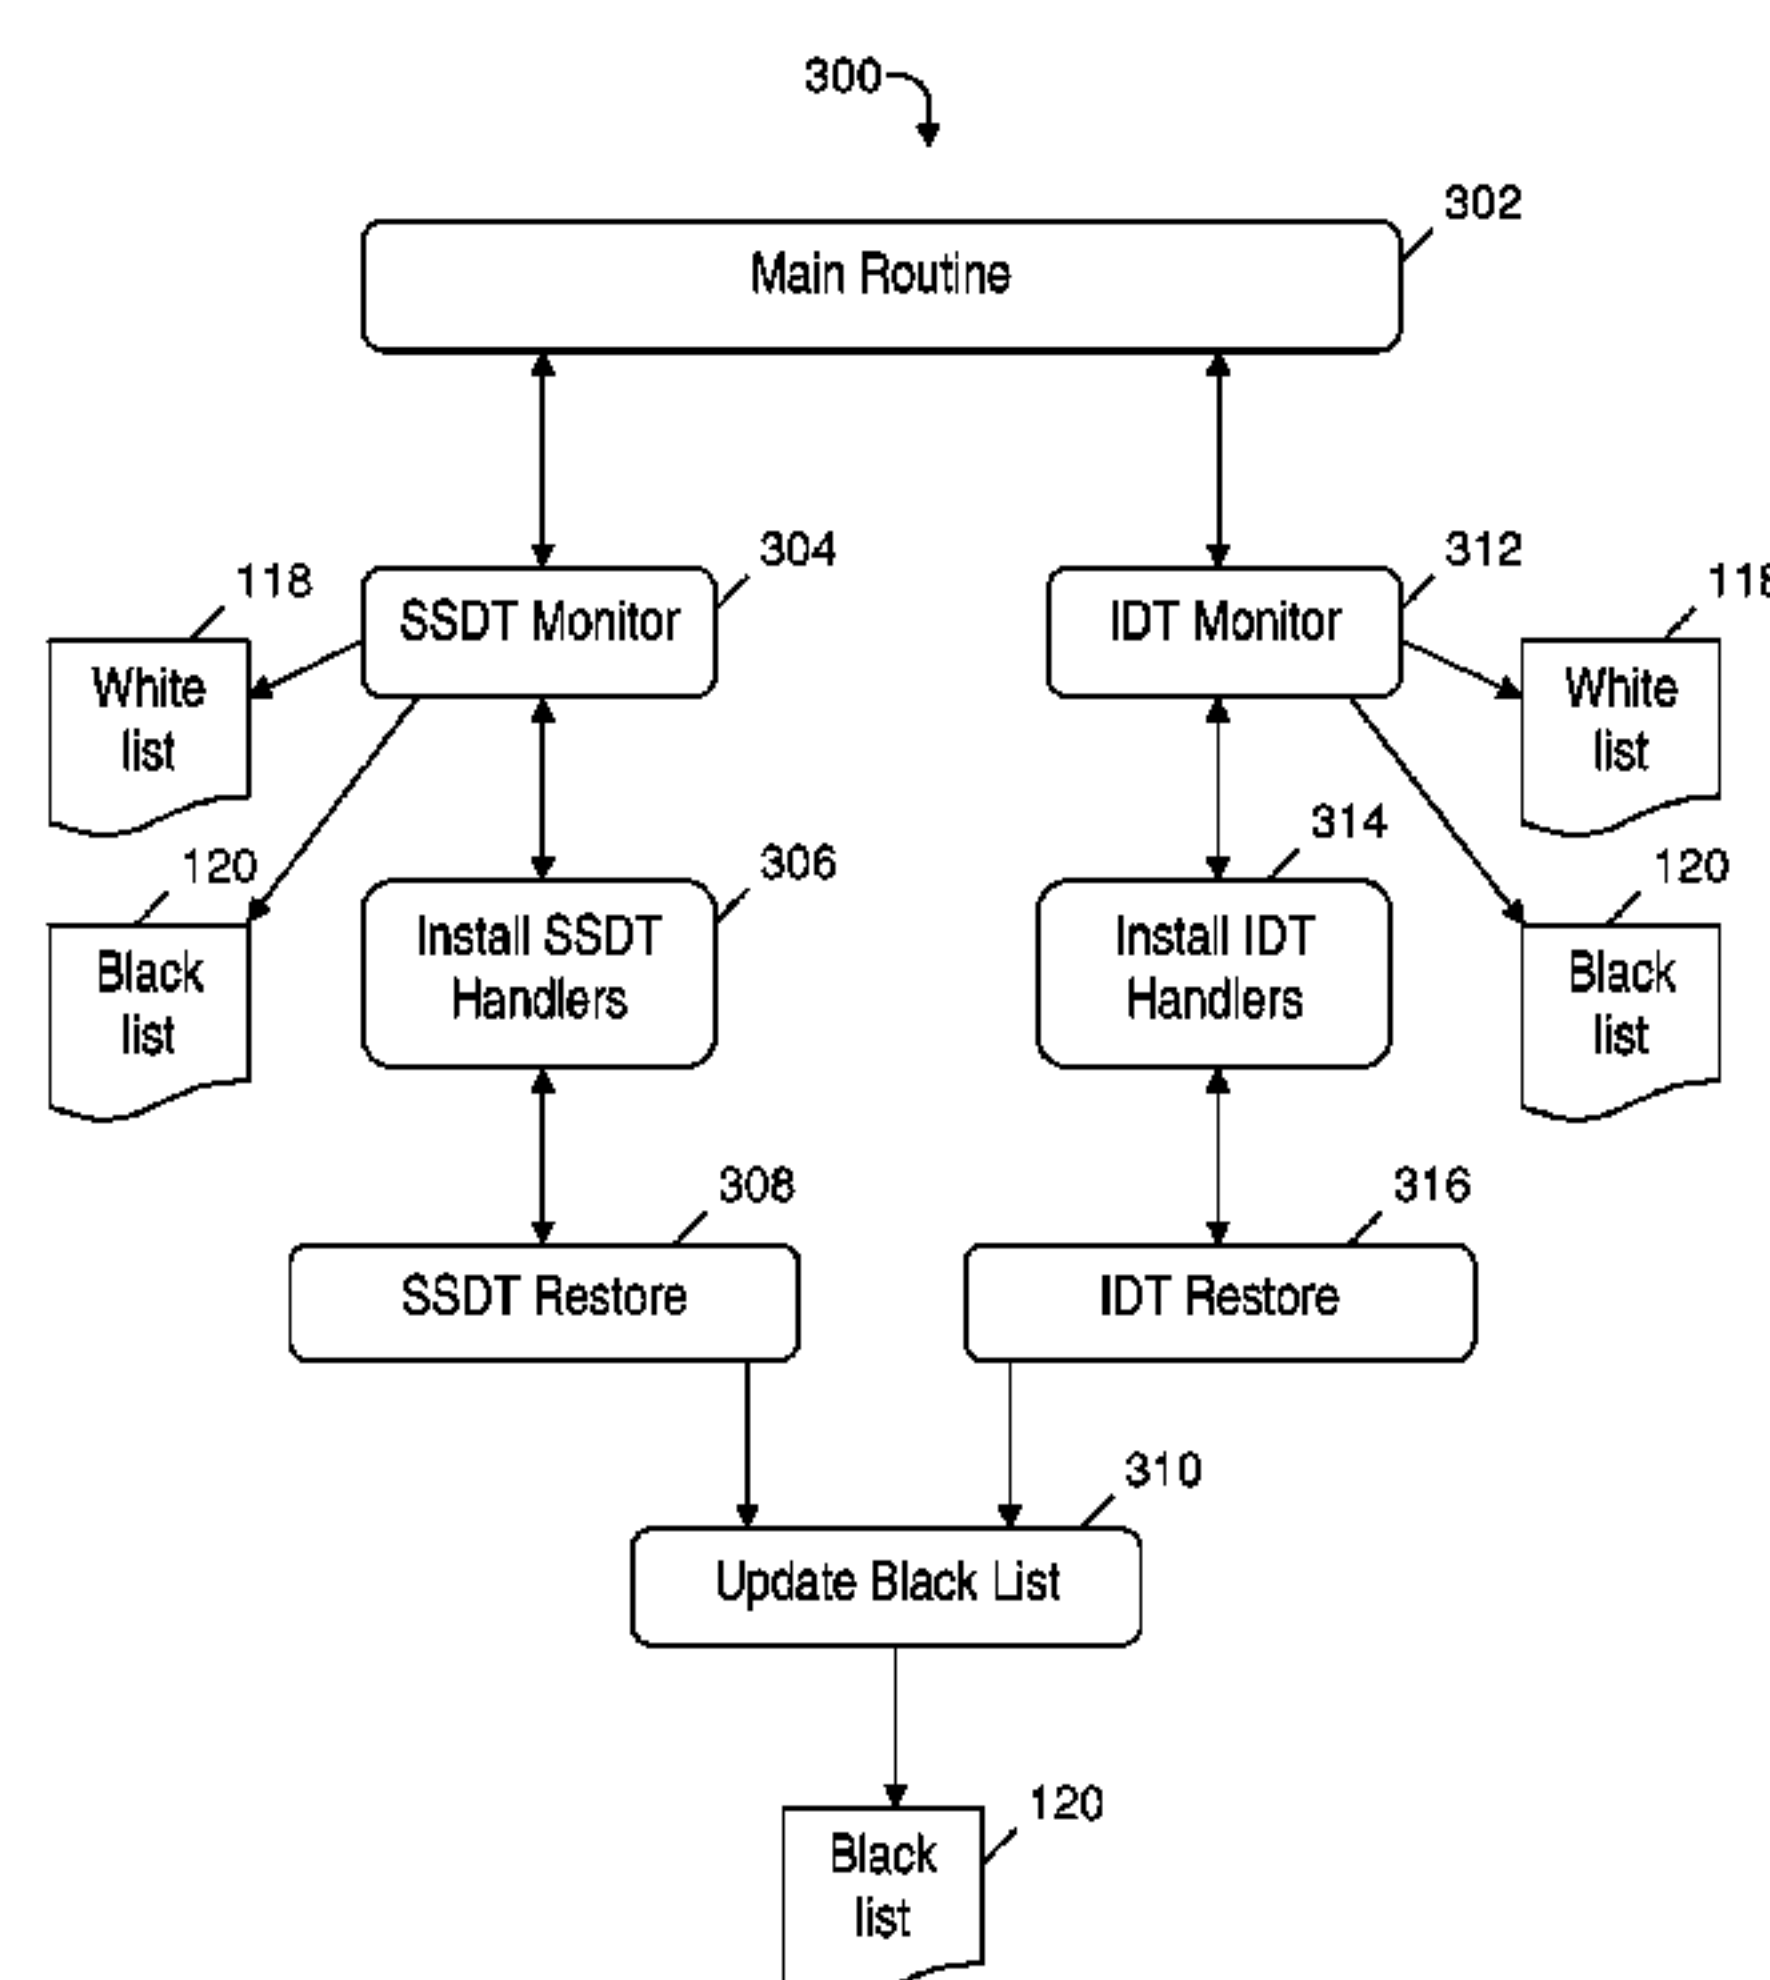 300
302
Main Routine
304
312
118
118
SSDT Monitor
IDT Monitor
White
list
White
list
314
120
306
120
Install SSDT
Handlers
Install IDT
Handlers
Black
list
Black
list
308
316
SSDT Restore
IDT Restore
310
Update Black List
120
Black
list